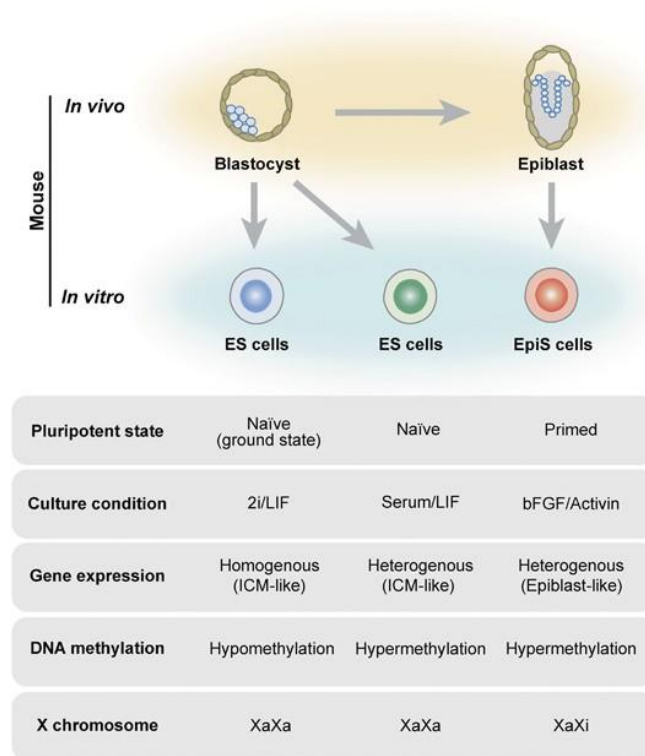 Mouse
In vivo
Blastocyst
Epiblast
In vitro
ES cells
ES cells
EpiS cells
Pluripotent state
Naïve
(ground state)
Naïve
Primed
Culture condition
2i/LIF
Serum/LIF
bFGF/Activin
Gene expression
Homogenous
(ICM-like)
Heterogenous
(ICM-like)
Heterogenous
(Epiblast-like)
DNA methylation
Hypomethylation
Hypermethylation
Hypermethylation
X chromosome
XaXa
XaXa
XaXi